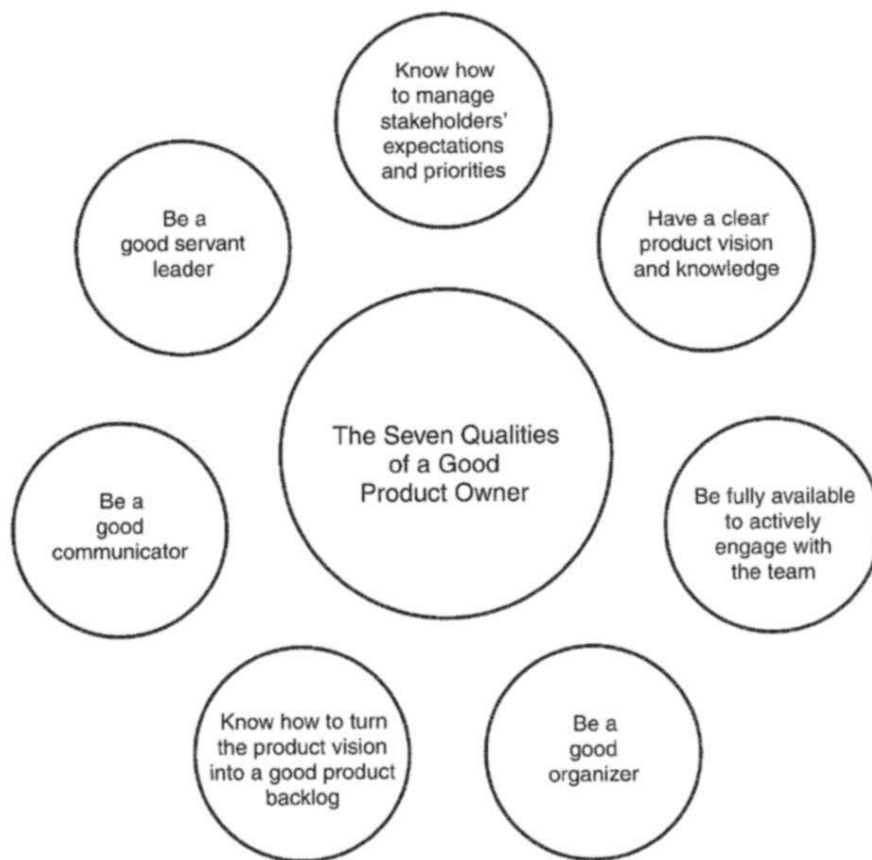 Know how
to manage
stakeholders'
expectations
and priorities
Have a clear
product vision
and knowledge
Be fully available
to actively
engage with
the team
Be a
good
organizer
Know how to turn
the product vision
into a good product
backlog
Be a
good
communicator
Be a
good servant
leader
The Seven Qualities
of a Good
Product Owner